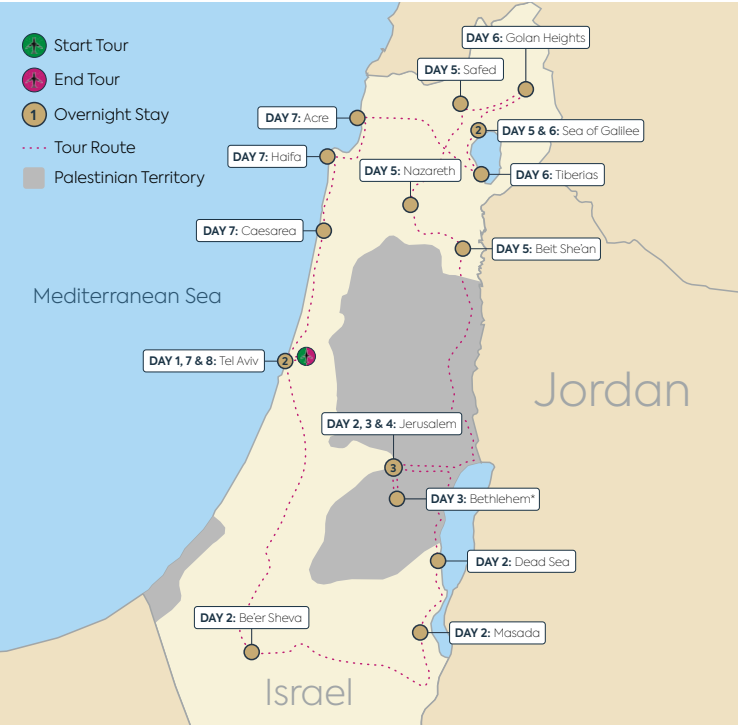 Start Tour
End Tour
1 Overnight Stay
Tour Route
Palestinian Territory
DAY 6: Golan Heights
DAY 5: Safed
DAY 7: Acre
2
DAY 5 & 6: Sea of Galilee
DAY 7: Haifa
DAY 5: Nazareth
DAY 6: Tiberias
DAY 7: Caesarea
DAY 5: Beit She'an
Mediterranean Sea
DAY 1, 7 & 8: Tel Aviv
2
Jordan
DAY 2, 3 & 4: Jerusalem
3
DAY 3: Bethlehem*
DAY 2: Dead Sea
DAY 2: Be'er Sheva
DAY 2: Masada
Israel